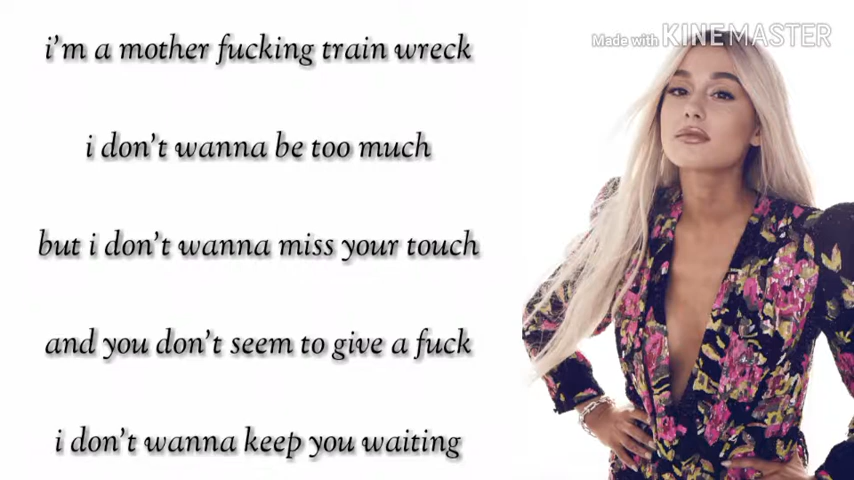 i'm a mother fucking train wreck
Made with KINEMASTER
i don't wanna be too much
but i don't wanna miss your touch
and you don't seem to give a fuck
i don't wanna keep you waiting